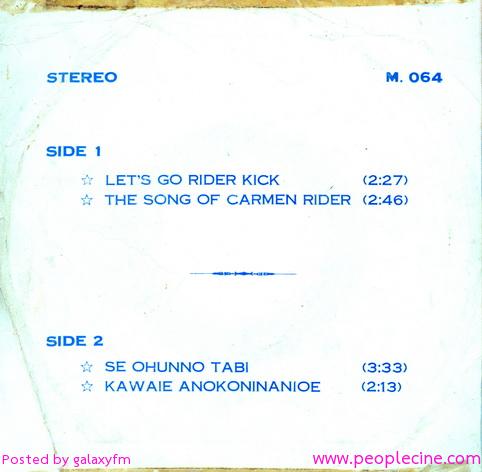 STEREO M. 064
SIDE 1
☆ LET'S GO RIDER KICK (2:27)
☆ THE SONG OF CARMEN RIDER (2:46)
SIDE 2
☆ SE OHUNNO TABI (3:33)
☆ KAWAIE ANOKONINANIOE (2:13)
Posted by galaxyfm www.peoplecine.com